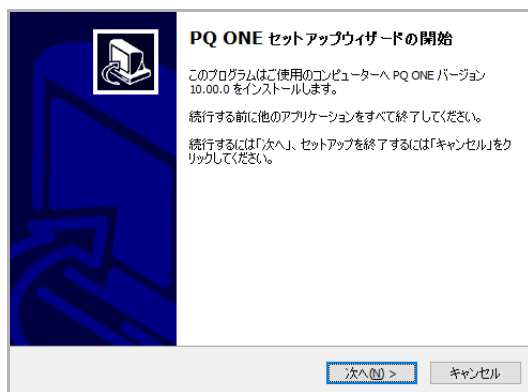 PQ ONE セットアップウィザードの開始
このプログラムはご使用のコンピューターへ PQ ONE バージョン
10.00.0 をインストールします。
続行する前に他のアプリケーションをすべて終了してください。
続行するには「次へ」、セットアップを終了するには「キャンセル」をク
リックしてください。
次へ(N) >
キャンセル